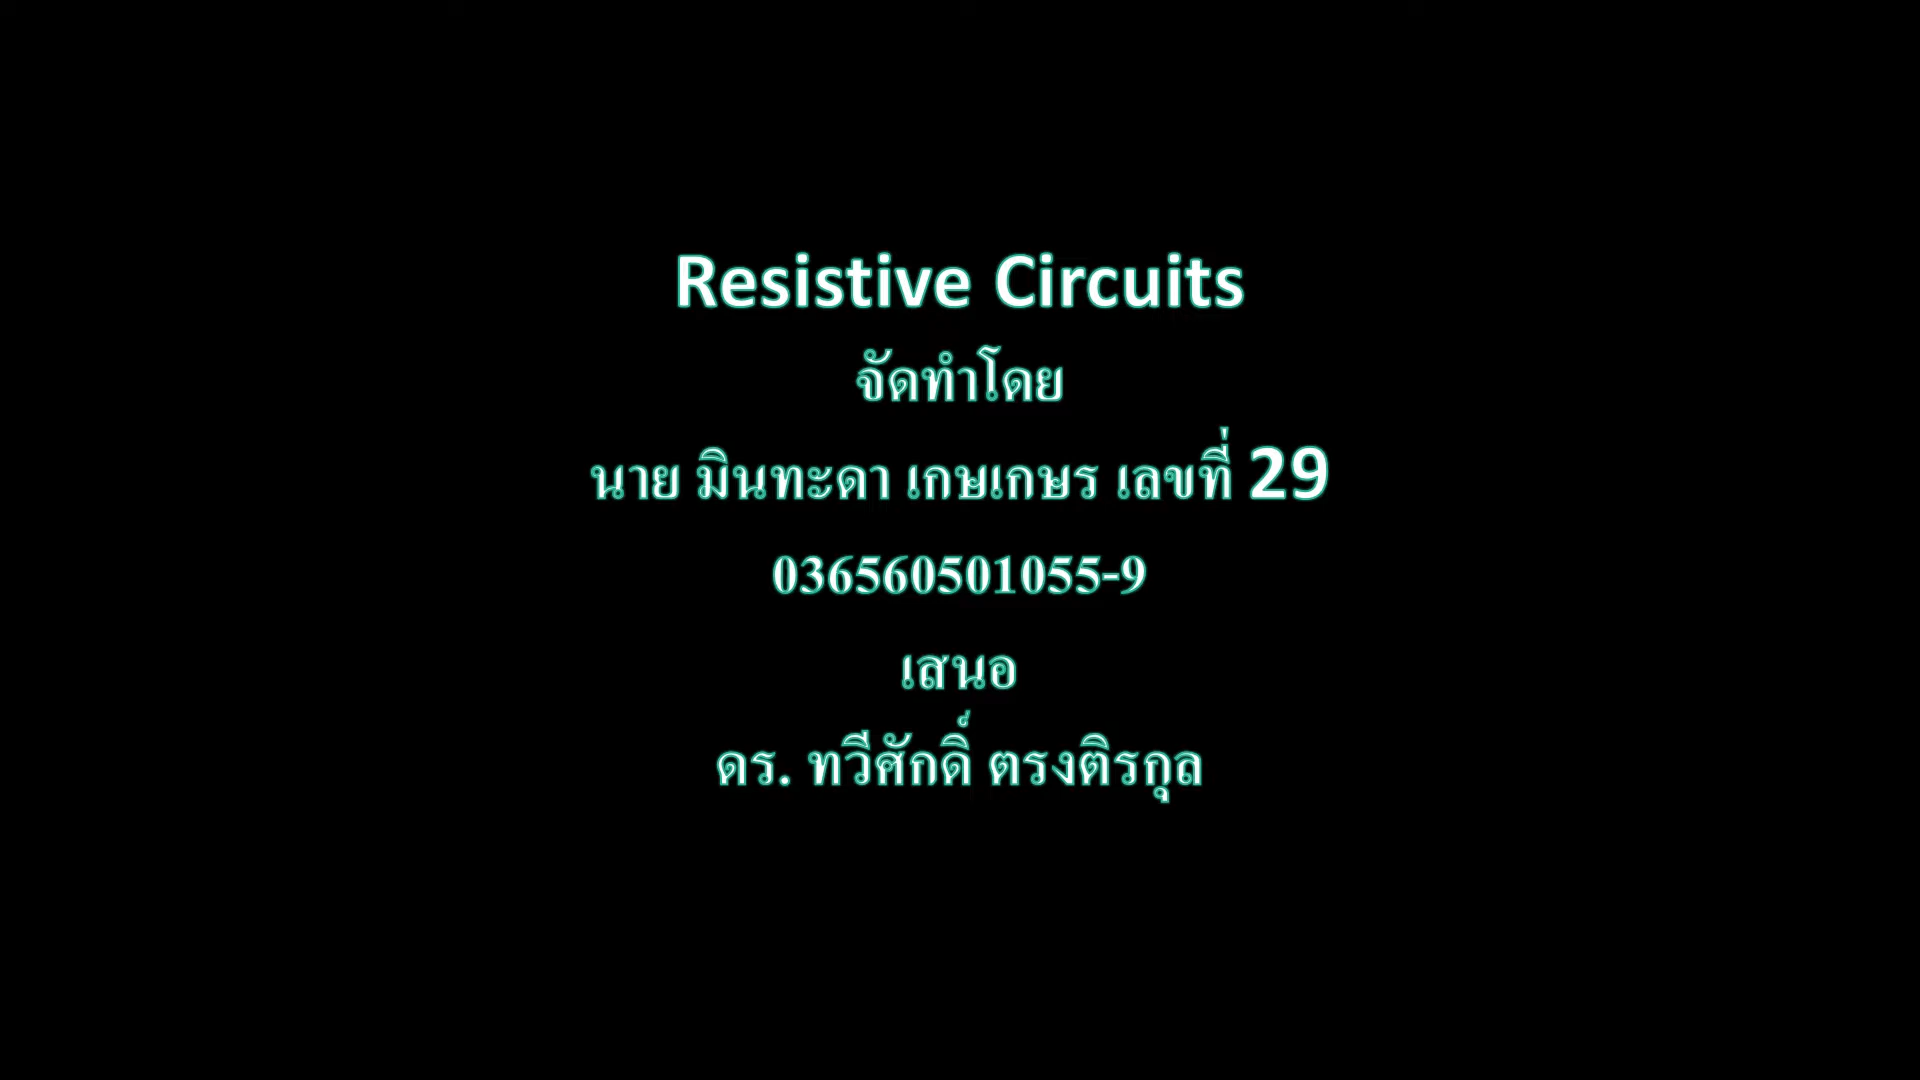 Resistive Circuits
จัดทำโดย
นาย มินทะดา เกษเกษร เลขที่ 29
036560501055-9
เสนอ
ดร. ทวีศักดิ์ ตรงติรกุล